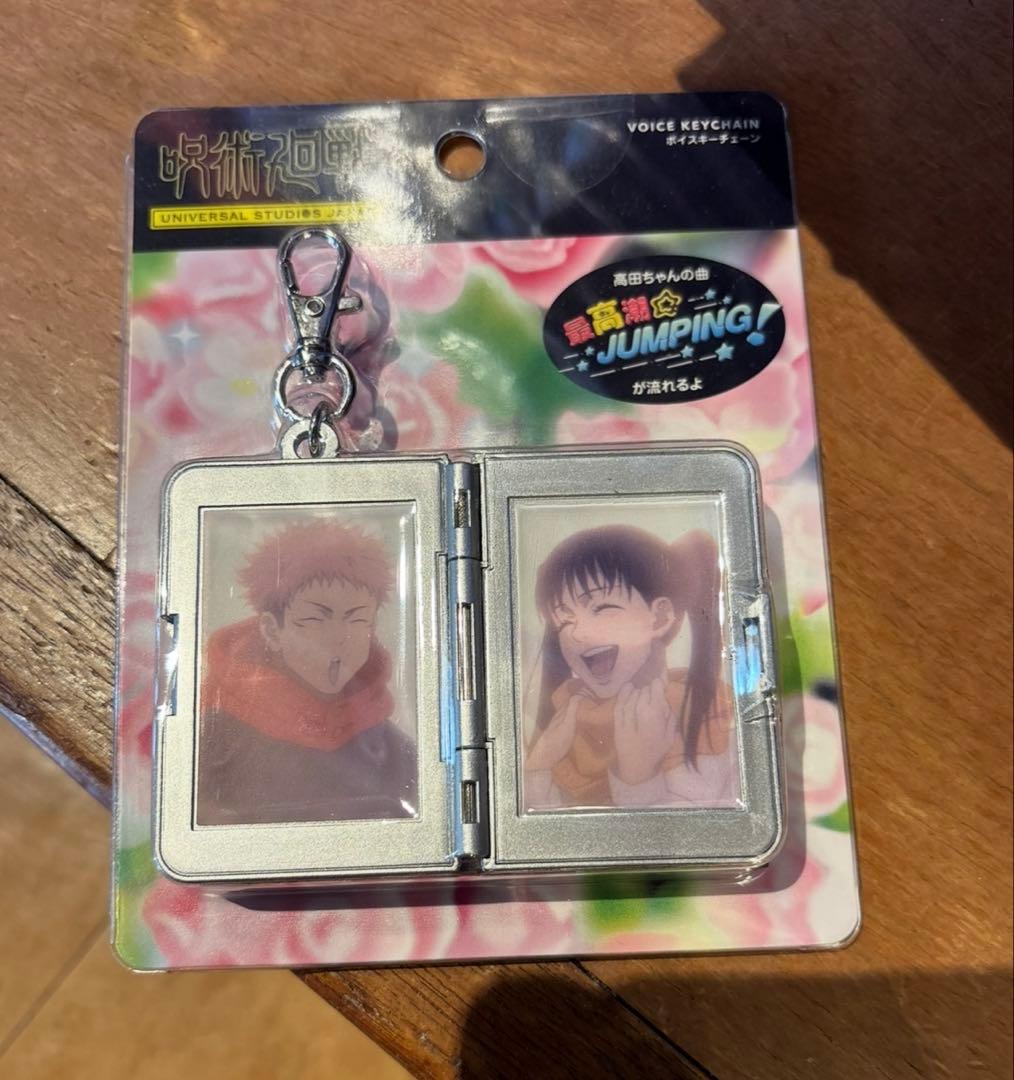 VOICE KEYCHAIN
ボイスキーチェーン
呪術廻戦
UNIVERSAL STUDIOS JAPAN
高田ちゃんの曲
最高潮☆
JUMPING!
が流れるよ